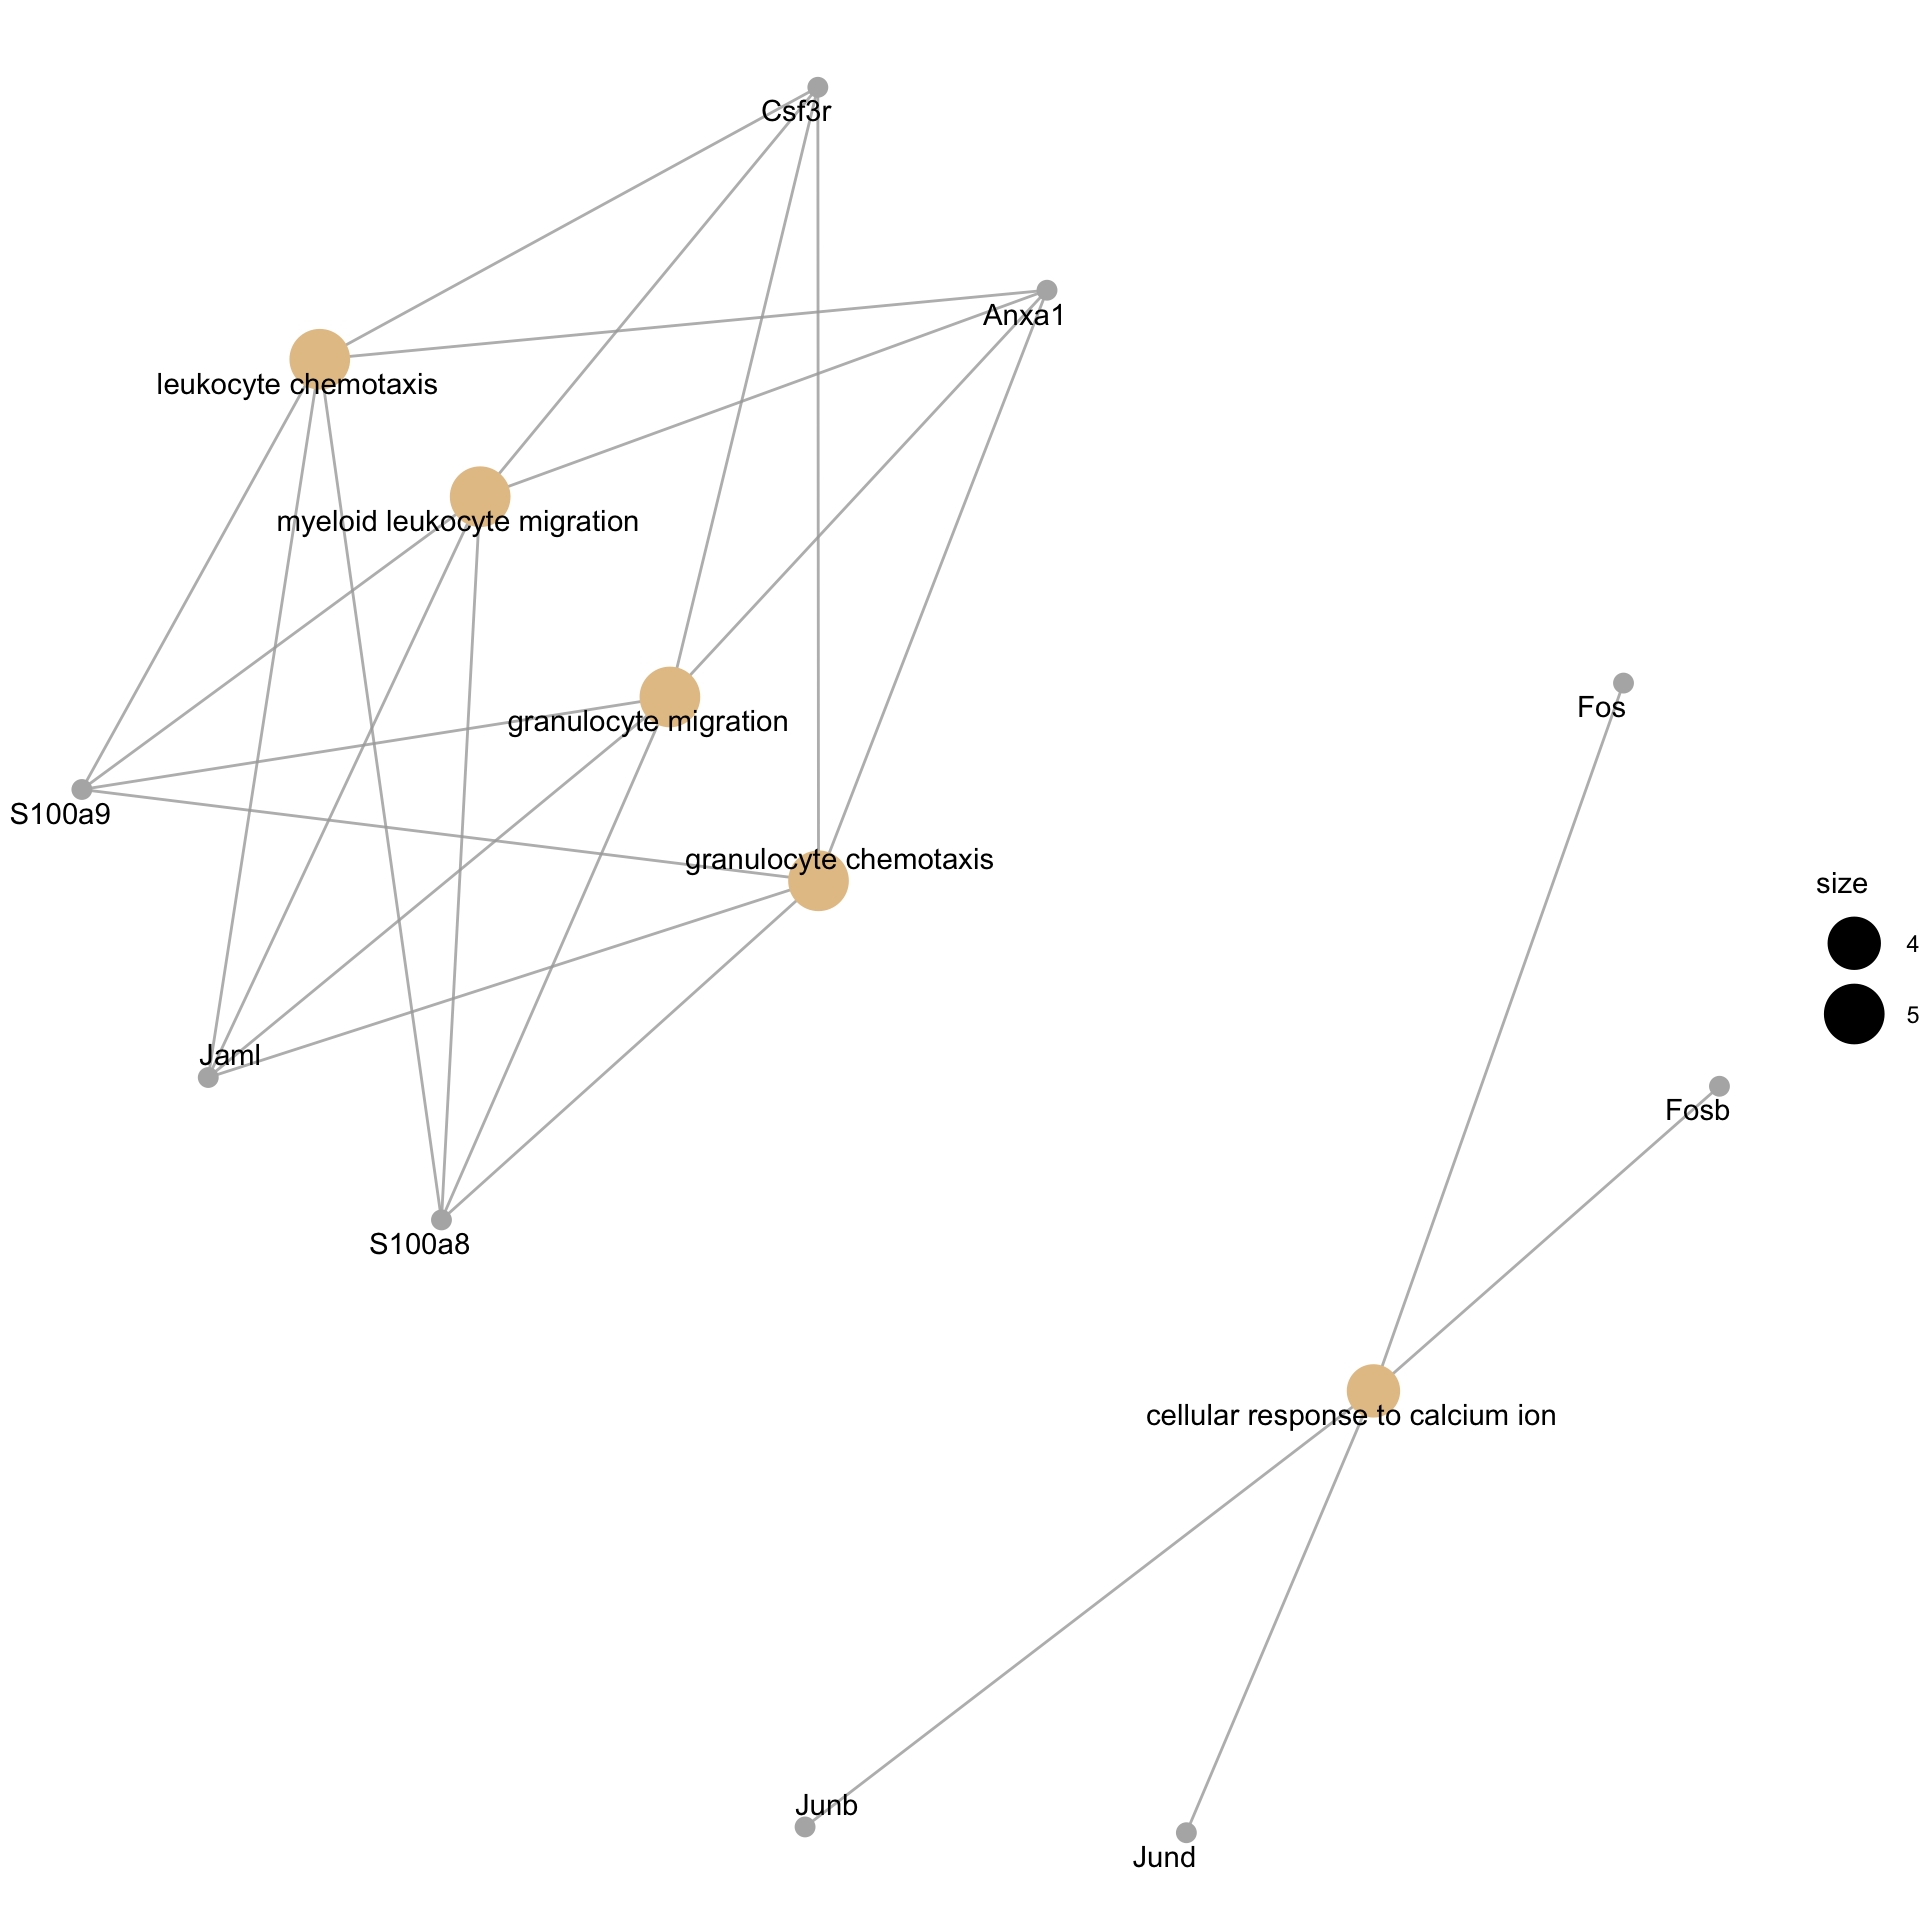 Csf3r
Anxa1
leukocyte chemotaxis
myeloid leukocyte migration
Fos
granulocyte migration
S100a9
granulocyte chemotaxis
size
4
5
Jaml
Fosb
S100a8
cellular response to calcium ion
Junb
Jund